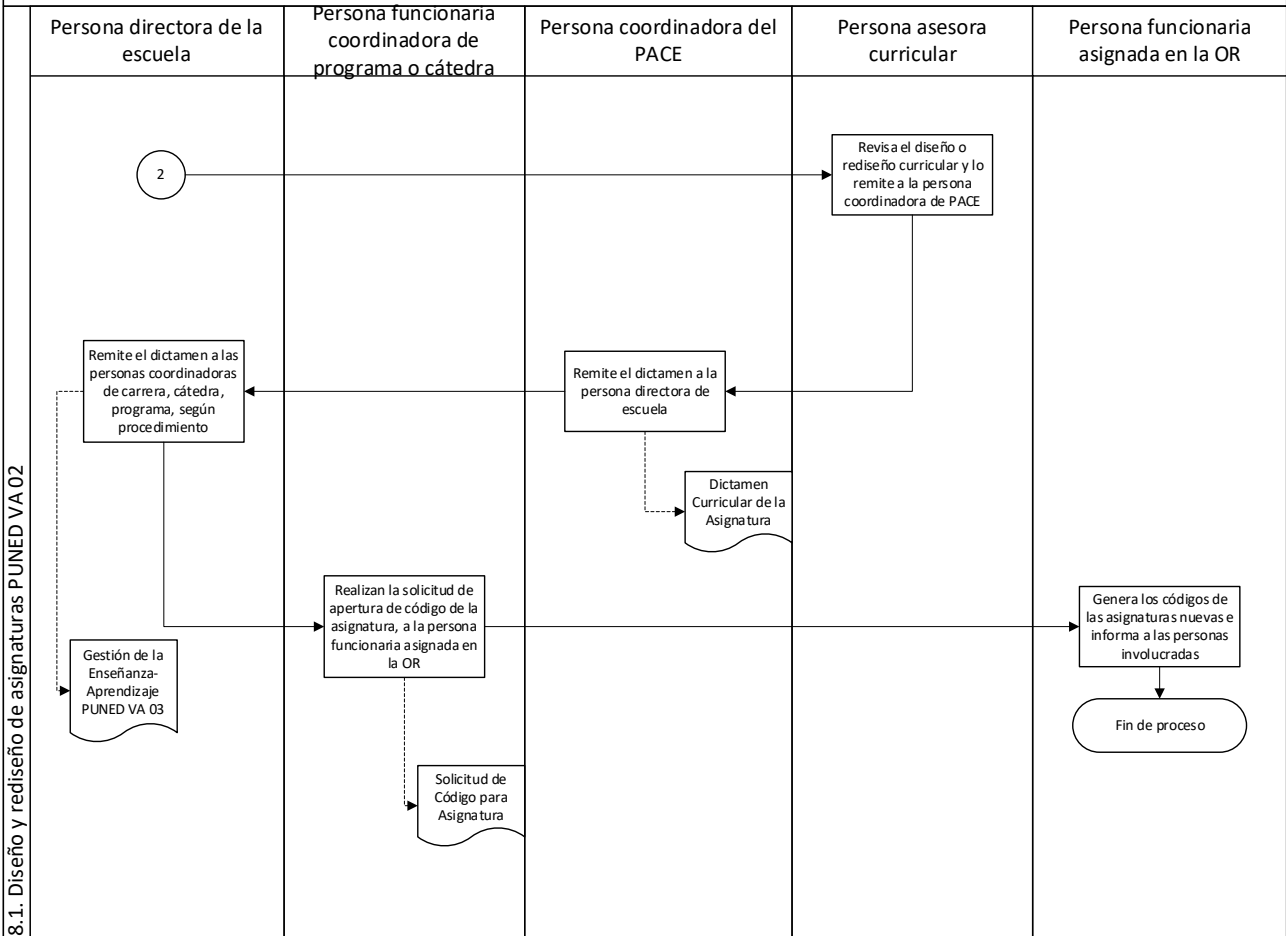 Persona directora de la
escuela
Persona funcionaria
coordinadora de
programa o cátedra
Persona coordinadora del
PACE
Persona asesora
curricular
Persona funcionaria
asignada en la OR
2
Revisa el diseño o
rediseño curricular y lo
remite a la persona
coordinadora de PACE
Remite el dictamen a las
personas coordinadoras
de carrera, cátedra,
programa, según
procedimiento
Remite el dictamen a la
persona directora de
escuela
Dictamen
Curricular de la
Asignatura
Realizan la solicitud de
apertura de código de la
asignatura, a la persona
funcionaria asignada en
la OR
Genera los códigos de
las asignaturas nuevas e
informa a las personas
involucradas
Gestión de la
Enseñanza-
Aprendizaje
PUNED VA 03
Fin de proceso
Solicitud de
Código para
Asignatura
8.1. Diseño y rediseño de asignaturas PUNED VA 02